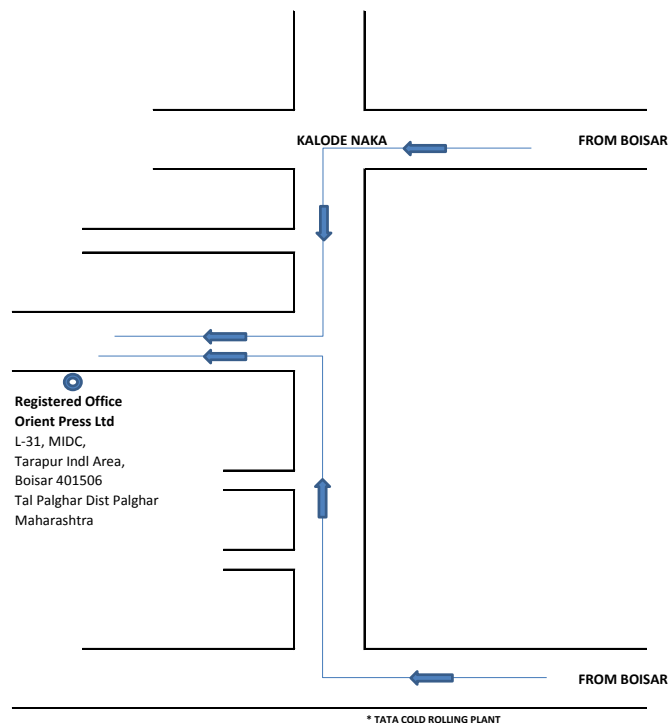 KALODE NAKA
FROM BOISAR
Registered Office
Orient Press Ltd
L-31, MIDC,
Tarapur Indl Area,
Boisar 401506
Tal Palghar Dist Palghar
Maharashtra
FROM BOISAR
* TATA COLD ROLLING PLANT